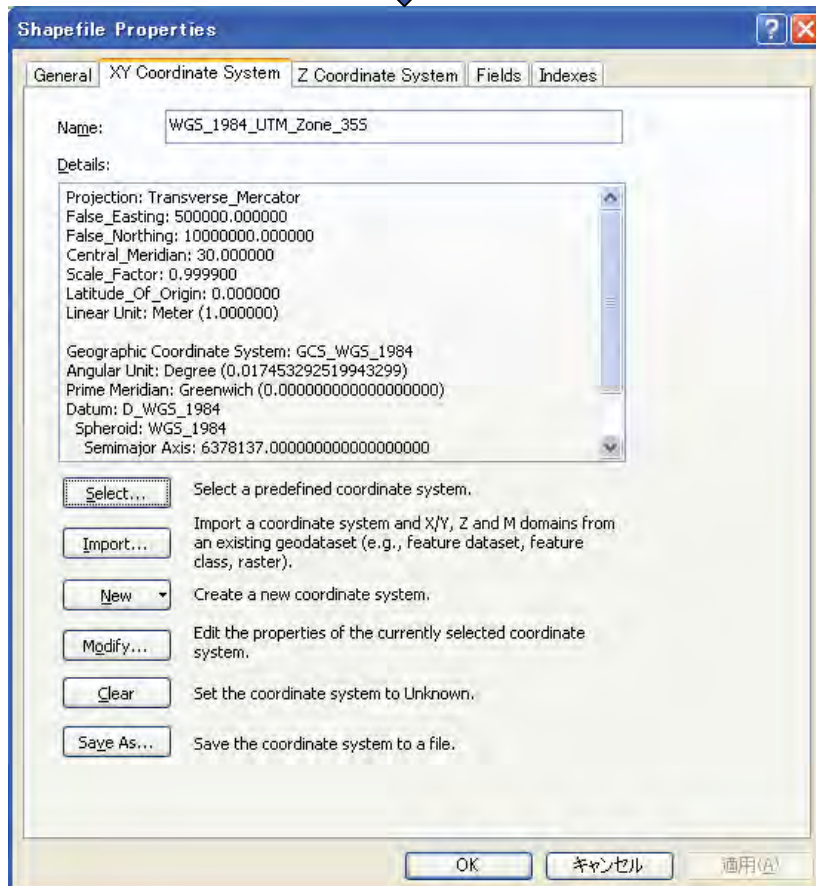 Shapefile Properties
General XY Coordinate System Z Coordinate System Fields Indexes
Name: WGS_1984_UTM_Zone_35S
Details:
Projection: Transverse_Mercator
False_Easting: 500000.000000
False_Northing: 10000000.000000
Central_Meridian: 30.000000
Scale_Factor: 0.999900
Latitude_Of_Origin: 0.000000
Linear Unit: Meter (1.000000)
Geographic Coordinate System: GCS_WGS_1984
Angular Unit: Degree (0.017453292519943299)
Prime Meridian: Greenwich (0.000000000000000000)
Datum: D_WGS_1984
Spheroid: WGS_1984
Semimajor Axis: 6378137.000000000000000000
Select... Select a predefined coordinate system.
Import... Import a coordinate system and X/Y, Z and M domains from
an existing geodataset (e.g., feature dataset, feature
class, raster).
New Create a new coordinate system.
Modify... Edit the properties of the currently selected coordinate
system.
Clear Set the coordinate system to Unknown.
Save As... Save the coordinate system to a file.
OK キャンセル 適用(A)